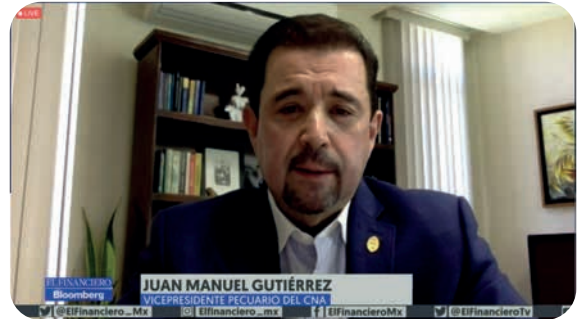 LIVE
EL FINANCIERO
Bloomberg
JUAN MANUEL GUTIÉRREZ
VICEPRESIDENTE PECUARIO DEL CNA
@ElFinanciero_Mx
ElFinanciero_mx
ElFinancieroMx
@ElFinancieroTv